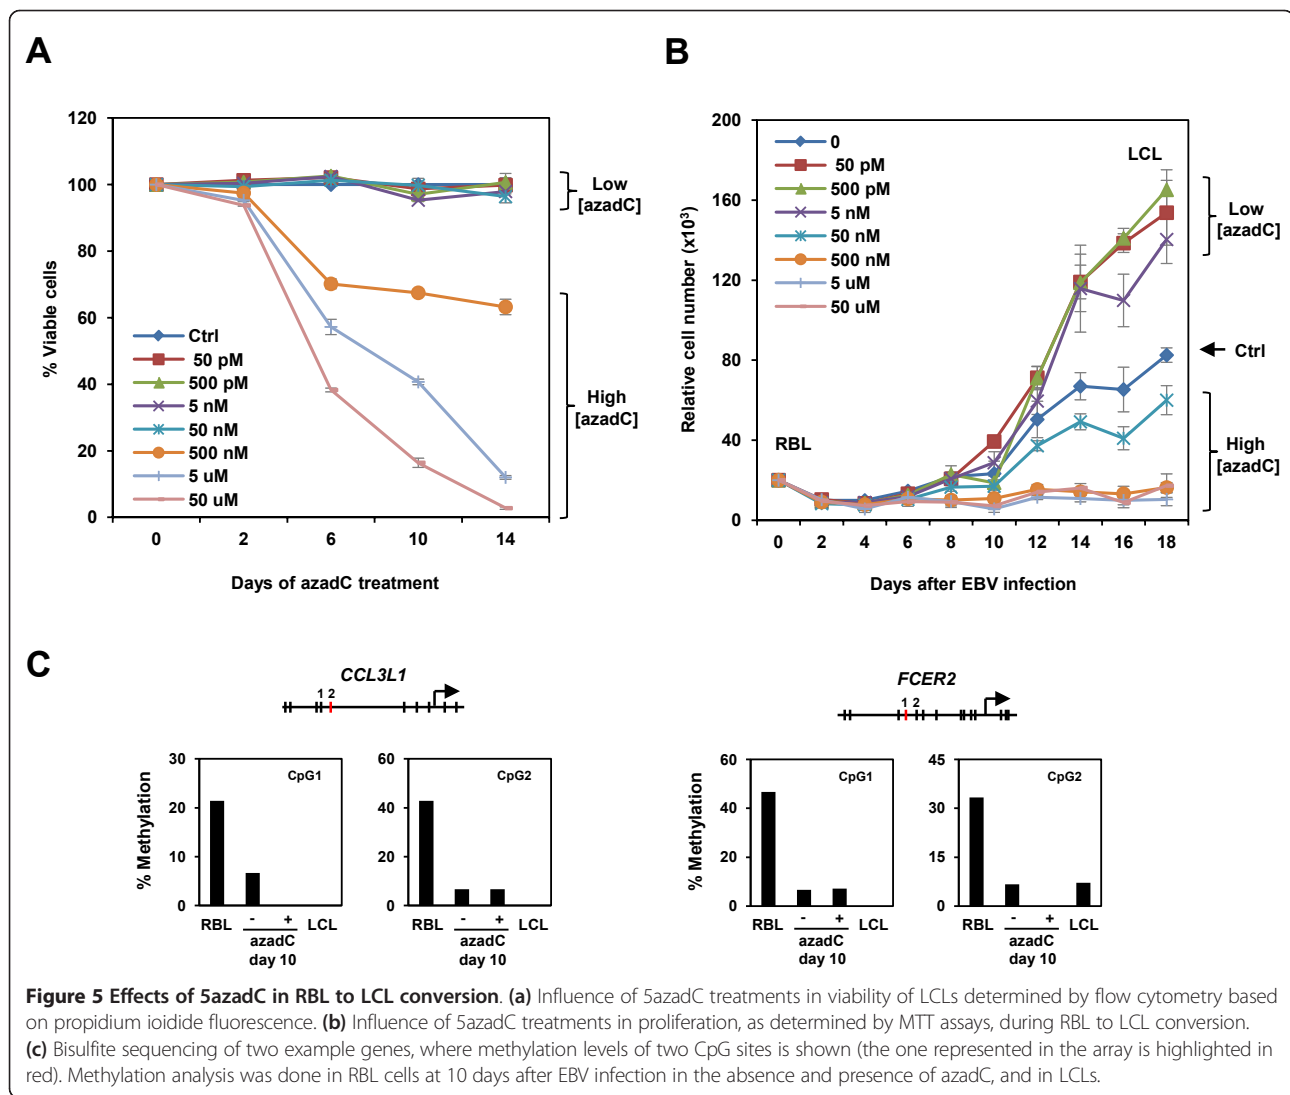 A
120
100
80
60
40
20
0
% Viable cells
Ctrl
50 pM
500 pM
5 nM
50 nM
500 nM
5 uM
50 uM
0 2 6 10 14
Days of azadC treatment
Low
[azadC]
High
[azadC]
B
200
160
120
80
40
0
Relative cell number (x10³)
0
50 pM
500 pM
5 nM
50 nM
500 nM
5 uM
50 uM
RBL
LCL
0 2 4 6 8 10 12 14 16 18
Days after EBV infection
Low
[azadC]
Ctrl
High
[azadC]
C
CCL3L1
1 2
% Methylation
30
20
10
0
CpG1
RBL - + LCL
azadC
day 10
60
40
20
0
CpG2
RBL - + LCL
azadC
day 10
FCER2
1 2
% Methylation
60
40
20
0
CpG1
RBL - + LCL
azadC
day 10
45
30
15
0
CpG2
RBL - + LCL
azadC
day 10
Figure 5 Effects of 5azadC in RBL to LCL conversion. (a) Influence of 5azadC treatments in viability of LCLs determined by flow cytometry based
on propidium ioidide fluorescence. (b) Influence of 5azadC treatments in proliferation, as determined by MTT assays, during RBL to LCL conversion.
(c) Bisulfite sequencing of two example genes, where methylation levels of two CpG sites is shown (the one represented in the array is highlighted in
red). Methylation analysis was done in RBL cells at 10 days after EBV infection in the absence and presence of azadC, and in LCLs.